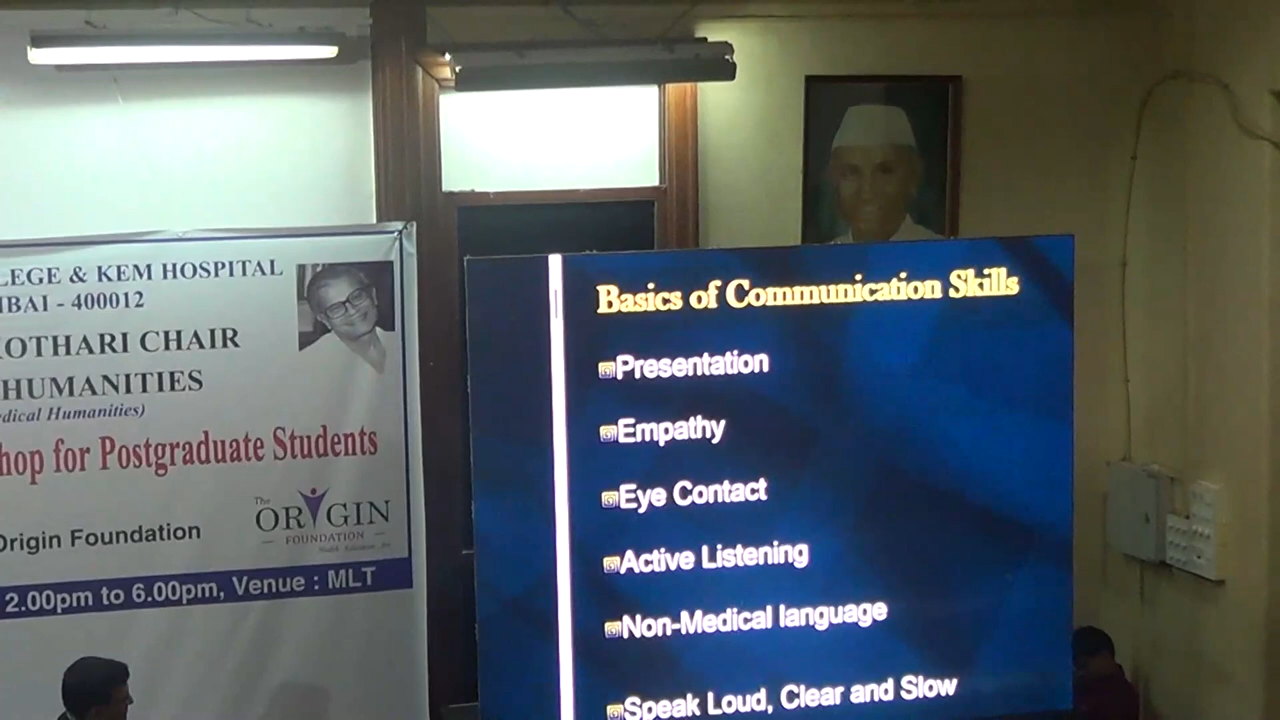 LEGE & KEM HOSPITAL
IBAI - 400012
KOTHARI CHAIR
HUMANITIES
edical Humanities)
hop for Postgraduate Students
The
ORIGIN
FOUNDATION
Origin Foundation
2.00pm to 6.00pm, Venue : MLT
Basics of Communication Skills
Presentation
Empathy
Eye Contact
Active Listening
Non-Medical language
Speak Loud, Clear and Slow